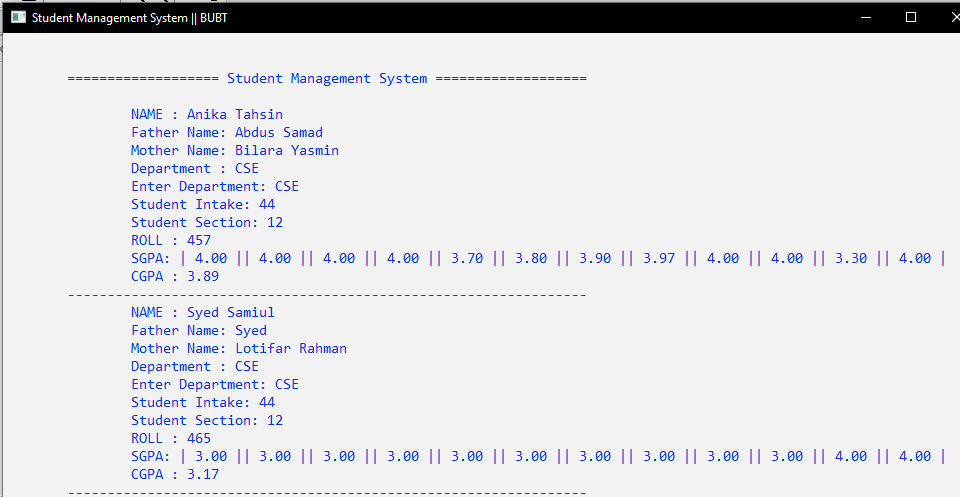 Student Management System || BUBT
=================== Student Management System ===================
NAME : Anika Tahsin
Father Name: Abdus Samad
Mother Name: Bilara Yasmin
Department : CSE
Enter Department: CSE
Student Intake: 44
Student Section: 12
ROLL : 457
SGPA: | 4.00 || 4.00 || 4.00 || 4.00 || 3.70 || 3.80 || 3.90 || 3.97 || 4.00 || 4.00 || 3.30 || 4.00 |
CGPA : 3.89
-----------------------------------------------------------------
NAME : Syed Samiul
Father Name: Syed
Mother Name: Lotifar Rahman
Department : CSE
Enter Department: CSE
Student Intake: 44
Student Section: 12
ROLL : 465
SGPA: | 3.00 || 3.00 || 3.00 || 3.00 || 3.00 || 3.00 || 3.00 || 3.00 || 3.00 || 3.00 || 4.00 || 4.00 |
CGPA : 3.17
-----------------------------------------------------------------